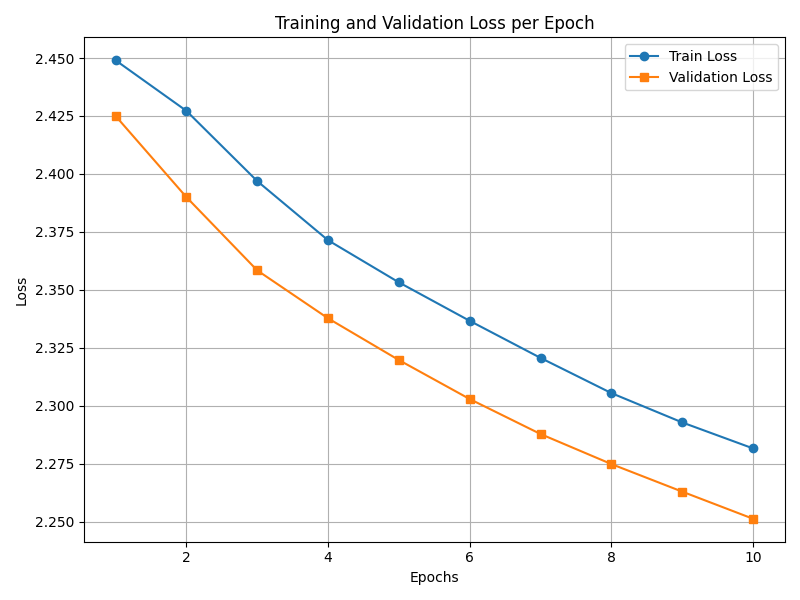 Training and Validation Loss per Epoch
Train Loss
Validation Loss
2.450
2.425
2.400
2.375
2.350
2.325
2.300
2.275
2.250
Loss
2 4 6 8 10
Epochs